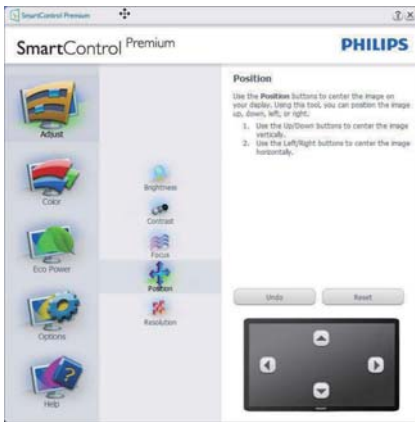 SmartControl Premium
SmartControl Premium
PHILIPS
Adjust
Color
Eco Power
Options
Help
Brightness
Contrast
Focus
Position
Resolution
Position
Use the Position buttons to center the image on
your display. Using this tool, you can position the image
up, down, left, or right.
1. Use the Up/Down buttons to center the image
vertically.
2. Use the Left/Right buttons to center the image
horizontally.
Undo
Reset